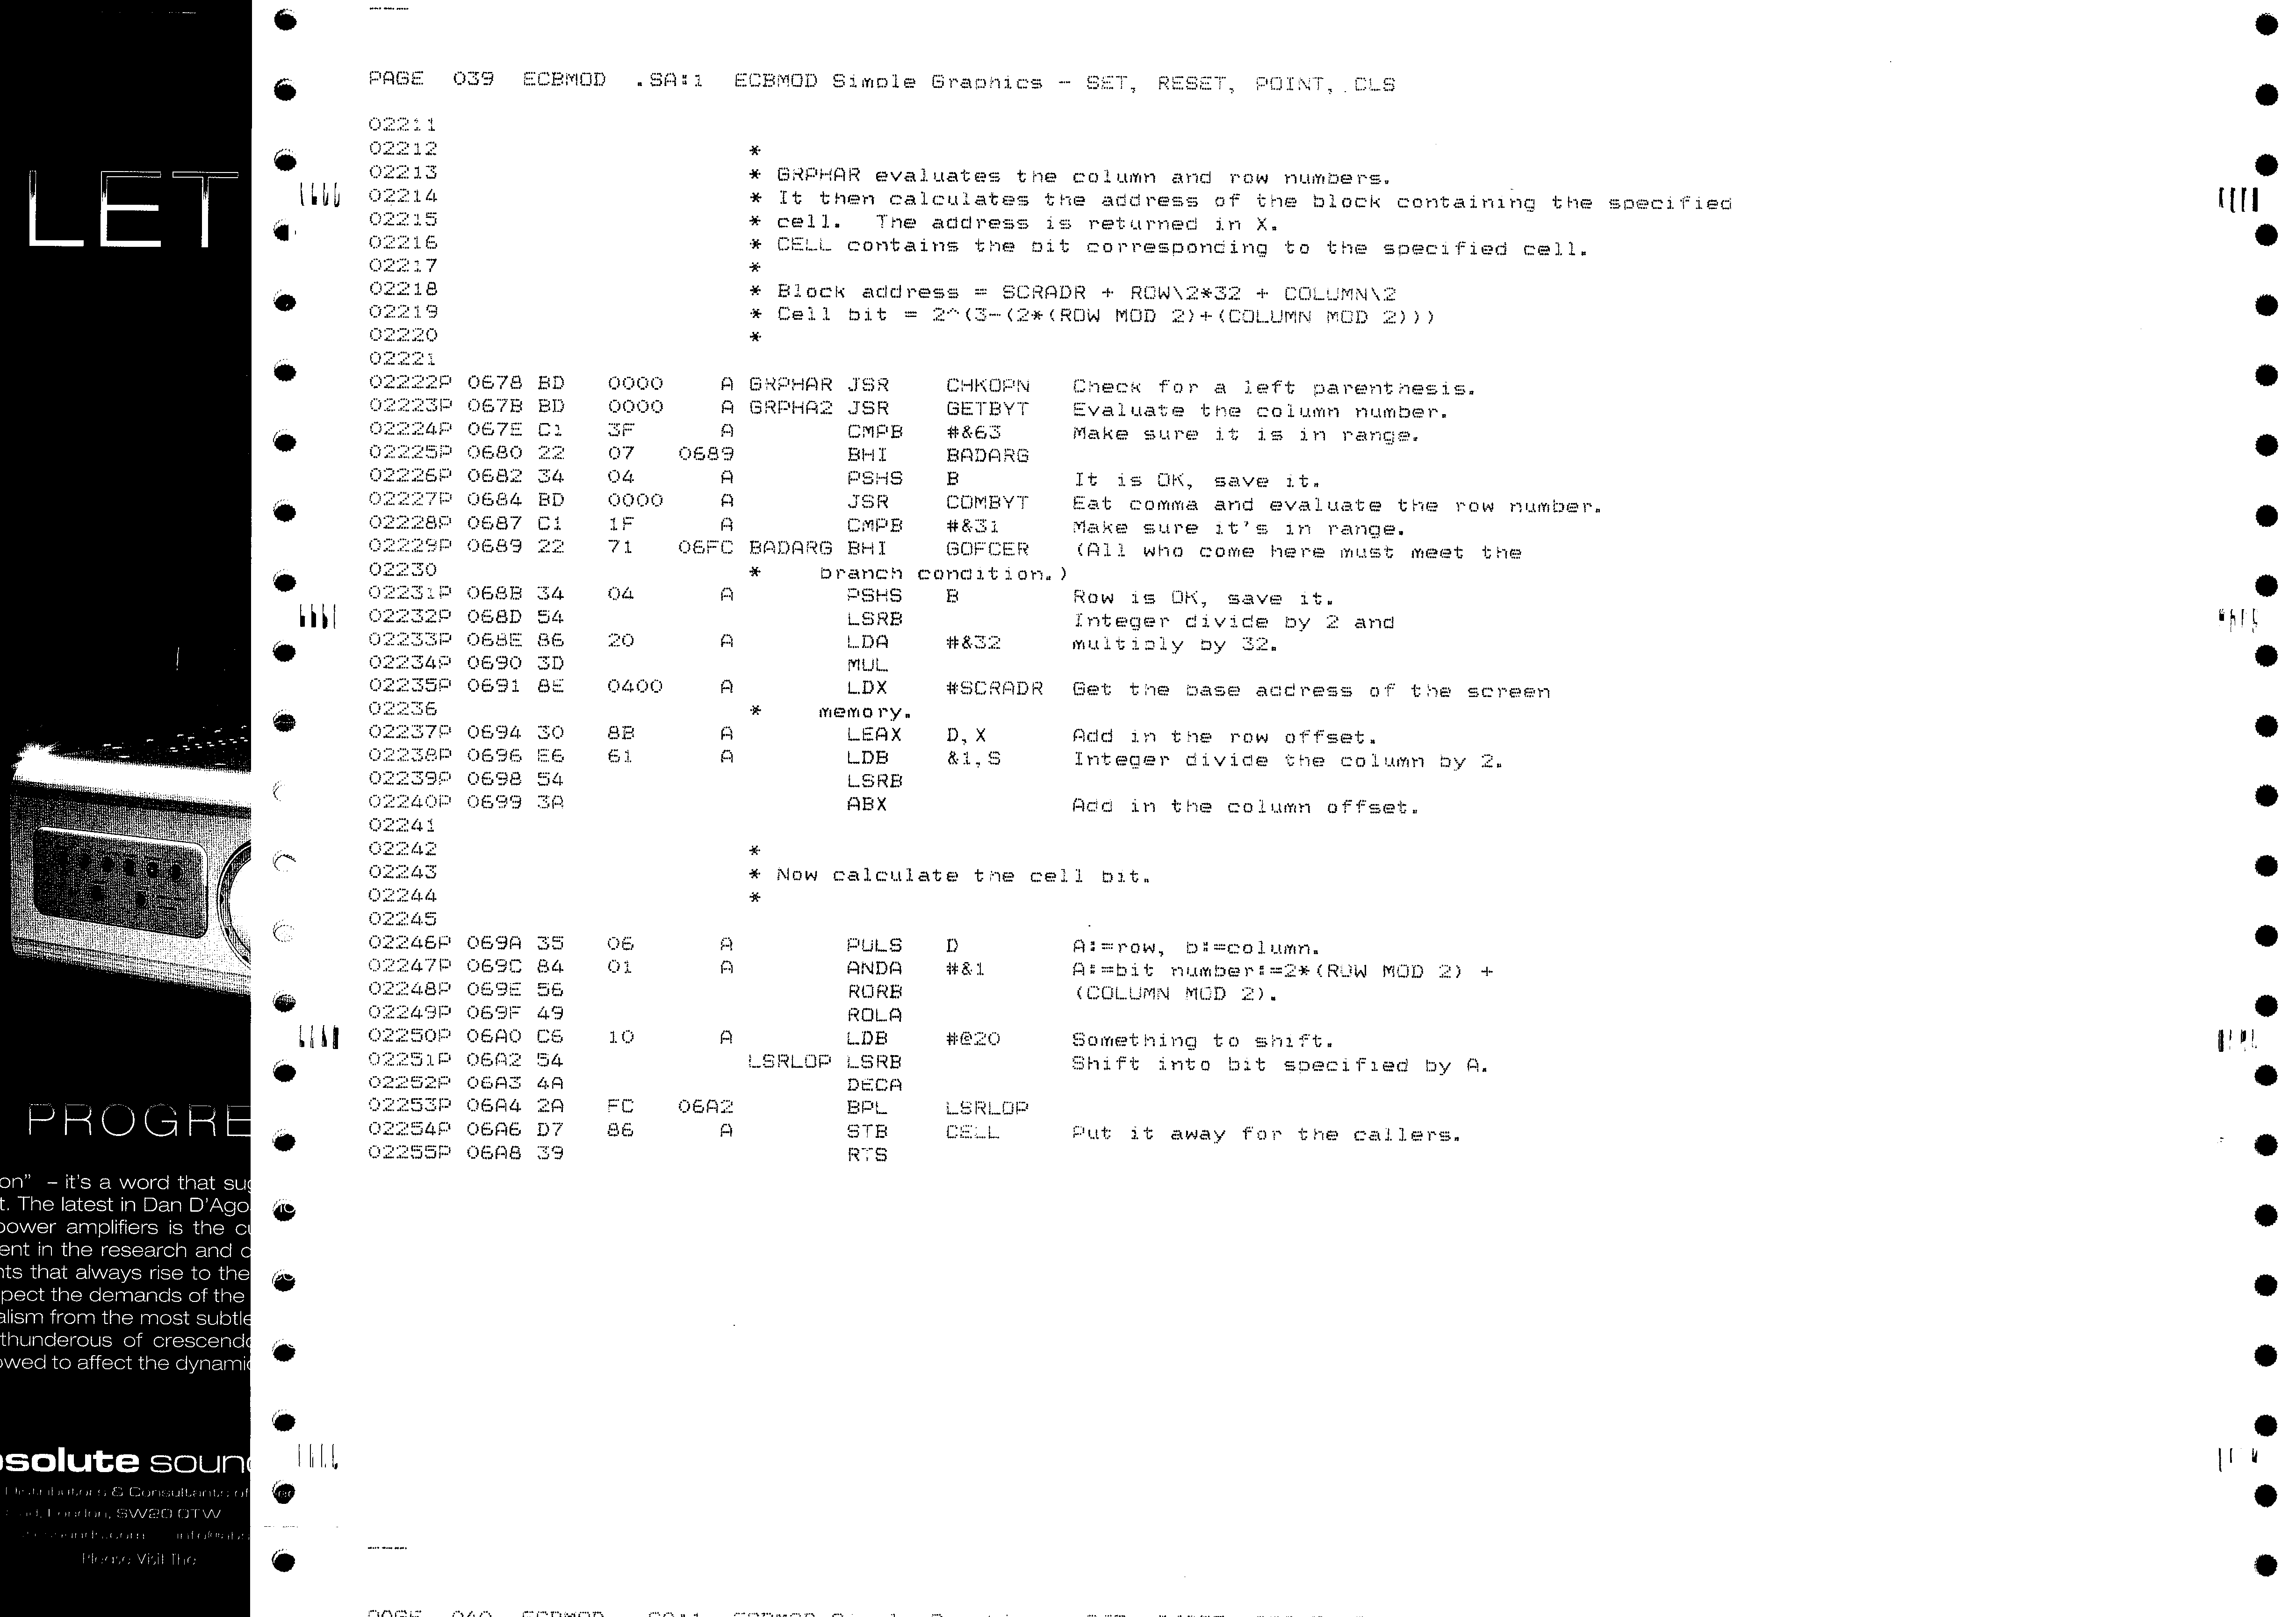 LET
PROGRE
on" – it's a word that
t. The latest in Dan D'Ago
power amplifiers is the
ent in the research and
nts that always rise to the
pect the demands of the
alism from the most subtle
thunderous of crescendo
owed to affect the dynamic
absolute sound
Distributors & Consultants of
London, SW20 0TW
Please Visit The
PAGE 039 ECBMOD .SA:1 ECBMOD Simple Graphics - SET, RESET, POINT, CLS
02211
02212 *
02213 * GRPHAR evaluates the column and row numbers.
02214 * It then calculates the address of the block containing the specified
02215 * cell. The address is returned in X.
02216 * CELL contains the bit corresponding to the specified cell.
02217 *
02218 * Block address = SCRADR + ROW\2*32 + COLUMN\2
02219 * Cell bit = 2^(3-(2*(ROW MOD 2)+(COLUMN MOD 2)))
02220 *
02221
02222P 0678 BD 0000 A GRPHAR JSR CHKOPN Check for a left parenthesis.
02223P 067B BD 0000 A GRPHA2 JSR GETBYT Evaluate the column number.
02224P 067E C1 3F A CMPB #&63 Make sure it is in range.
02225P 0680 22 07 0689 BHI BADARG
02226P 0682 34 04 A PSHS B It is OK, save it.
02227P 0684 BD 0000 A JSR COMBYT Eat comma and evaluate the row number.
02228P 0687 C1 1F A CMPB #&31 Make sure it's in range.
02229P 0689 22 71 06FC BADARG BHI GOFCER (All who come here must meet the
02230 * branch condition.)
02231P 068B 34 04 A PSHS B Row is OK, save it.
02232P 068D 54 LSRB Integer divide by 2 and
02233P 068E 86 20 A LDA #&32 multiply by 32.
02234P 0690 3D MUL
02235P 0691 8E 0400 A LDX #SCRADR Get the base address of the screen
02236 * memory.
02237P 0694 30 8B A LEAX D,X Add in the row offset.
02238P 0696 E6 61 A LDB &1,S Integer divide the column by 2.
02239P 0698 54 LSRB
02240P 0699 3A ABX Add in the column offset.
02241
02242 *
02243 * Now calculate the cell bit.
02244 *
02245
02246P 069A 35 06 A PULS D A:=row, b:=column.
02247P 069C 84 01 A ANDA #&1 A:=bit number:=2*(ROW MOD 2) +
02248P 069E 56 RORB (COLUMN MOD 2).
02249P 069F 49 ROLA
02250P 06A0 C6 10 A LDB #@20 Something to shift.
02251P 06A2 54 LSRLOP LSRB Shift into bit specified by A.
02252P 06A3 4A DECA
02253P 06A4 2A FC 06A2 BPL LSRLOP
02254P 06A6 D7 86 A STB CELL Put it away for the callers.
02255P 06A8 39 RTS